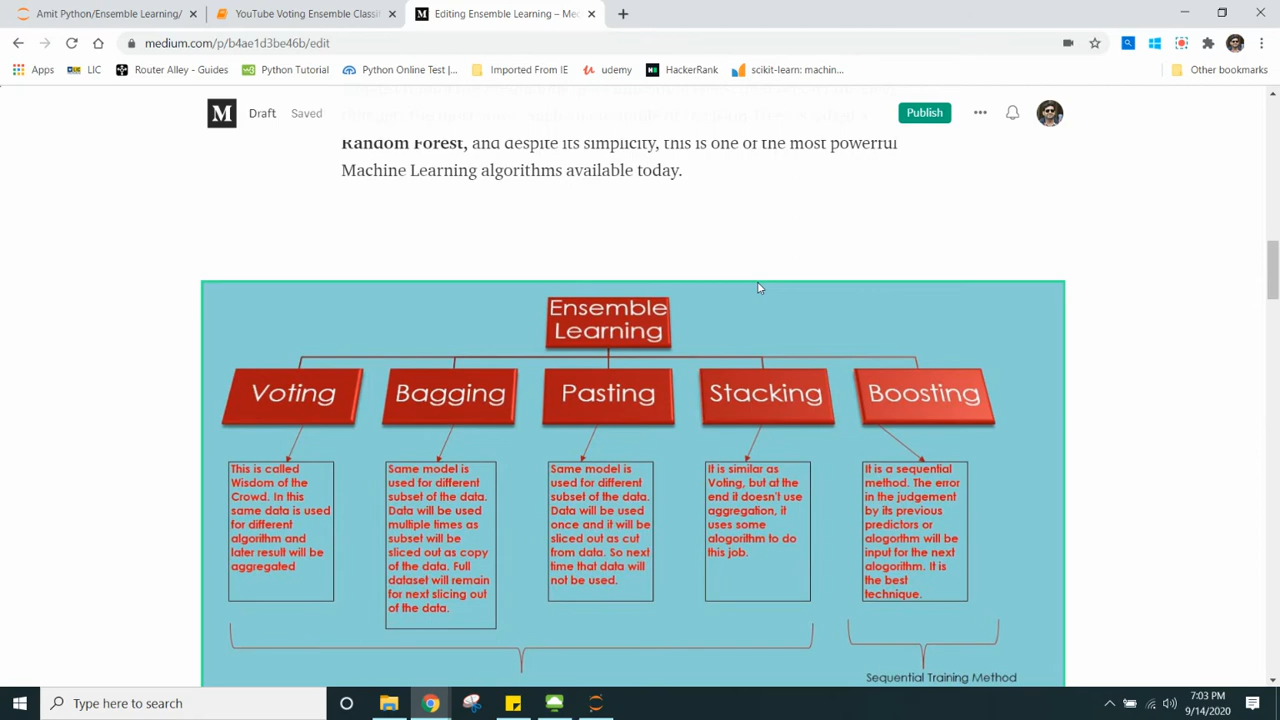 Amit Python/Ensemble Learning/
YouTube Voting Ensemble Classi
Editing Ensemble Learning – Me
medium.com/p/b4ae1d3be46b/edit
Apps
LIC
Router Alley - Guides
Python Tutorial
Python Online Test |...
Imported From IE
udemy
HackerRank
scikit-learn: machin...
Other bookmarks
M
Draft
Saved
Publish
Random Forest, and despite its simplicity, this is one of the most powerful
Machine Learning algorithms available today.
Ensemble
Learning
Voting
Bagging
Pasting
Stacking
Boosting
This is called
Wisdom of the
Crowd. In this
same data is used
for different
algorithm and
later result will be
aggregated
Same model is
used for different
subset of the data.
Data will be used
multiple times as
subset will be
sliced out as copy
of the data. Full
dataset will remain
for next slicing out
of the data.
Same model is
used for different
subset of the data.
Data will be used
once and it will be
sliced out as cut
from data. So next
time that data will
not be used.
It is similar as
Voting, but at the
end it doesn't use
aggregation, it
uses some
alogorithm to do
this job.
It is a sequential
method. The error
in the judgement
by its previous
predictors or
alogorthm will be
input for the next
alogorithm. It is
the best
technique.
Sequential Training Method
Type here to search
7:03 PM
9/14/2020